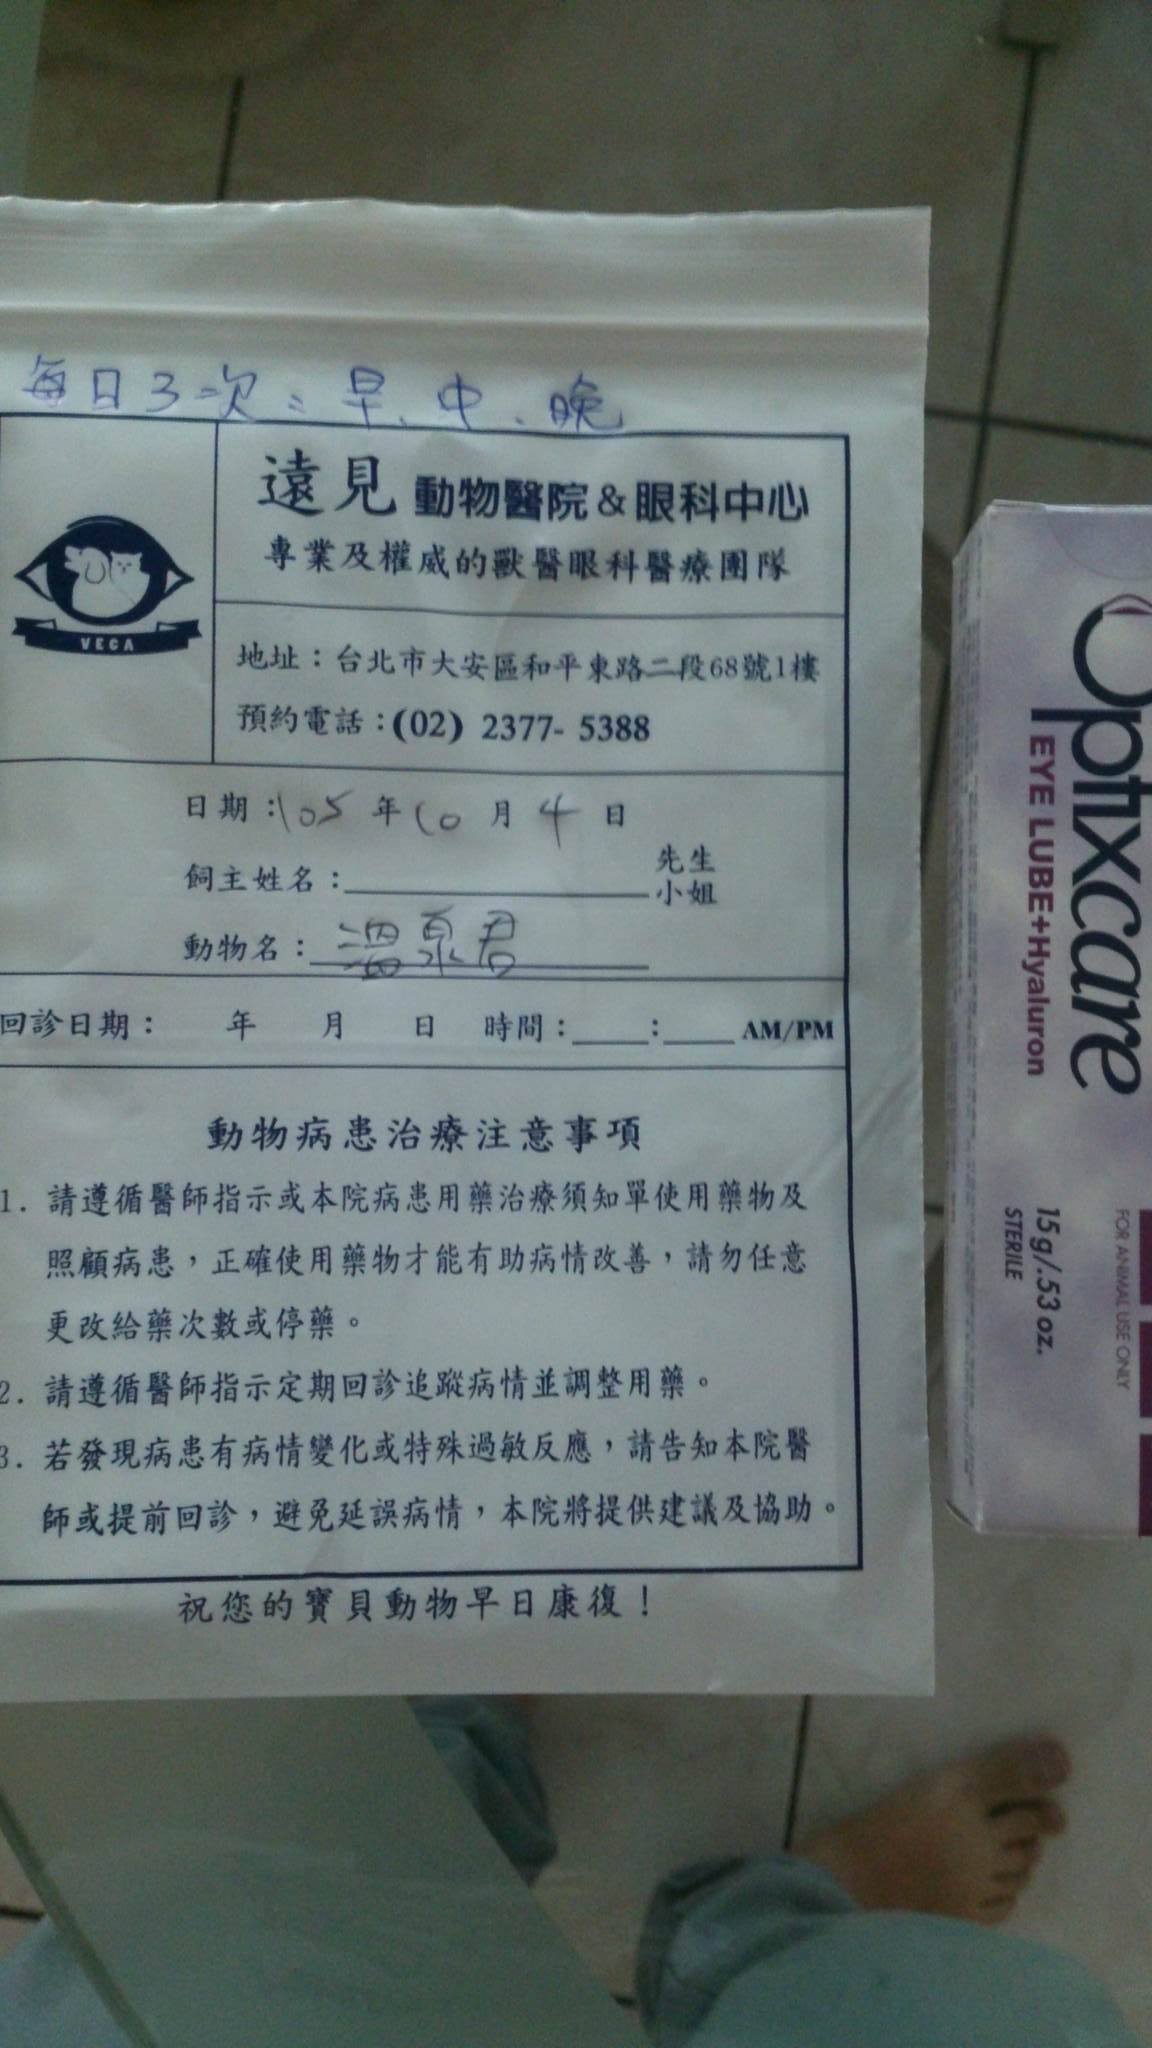 每日3次:早、中、晚
遠見 動物醫院&眼科中心
專業及權威的獸醫眼科醫療團隊
VECA
地址：台北市大安區和平東路二段68號1樓
預約電話：(02) 2377- 5388
日期：105年10月4日
飼主姓名：
先生
小姐
動物名：溫泉君
回診日期： 年 月 日 時間：___:___AM/PM
動物病患治療注意事項
1. 請遵循醫師指示或本院病患用藥治療須知單使用藥物及
照顧病患，正確使用藥物才能有助病情改善，請勿任意
更改給藥次數或停藥。
2. 請遵循醫師指示定期回診追蹤病情並調整用藥。
3. 若發現病患有病情變化或特殊過敏反應，請告知本院醫
師或提前回診，避免延誤病情，本院將提供建議及協助。
祝您的寶貝動物早日康復！
Optixcare
EYE LUBE+Hyaluron
15g/.53 oz.
STERILE
FOR ANIMAL USE ONLY